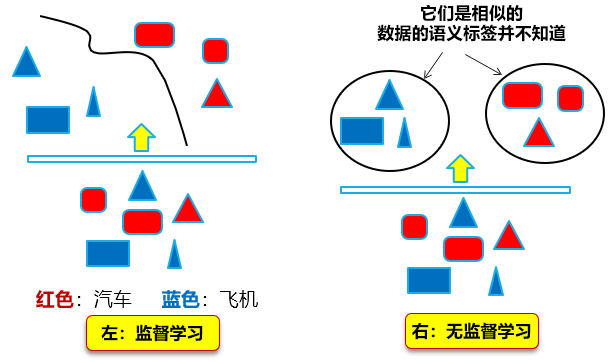 它们是相似的
数据的语义标签并不知道
红色：汽车 蓝色：飞机
左：监督学习
右：无监督学习